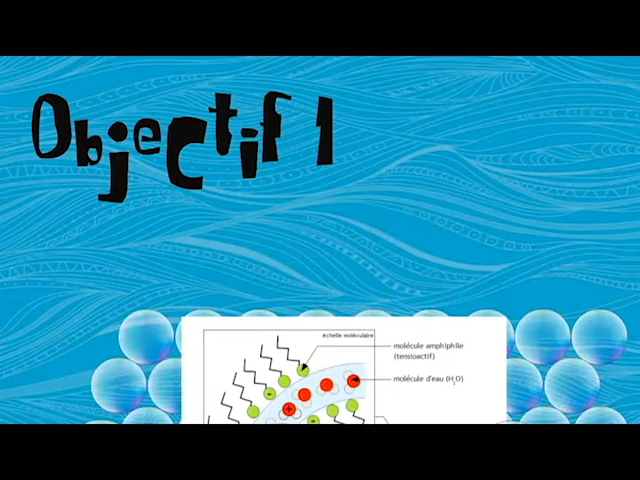 Objectif 1
échelle moléculaire
molécule amphiphile
(tensioactif)
molécule d'eau (H₂O)